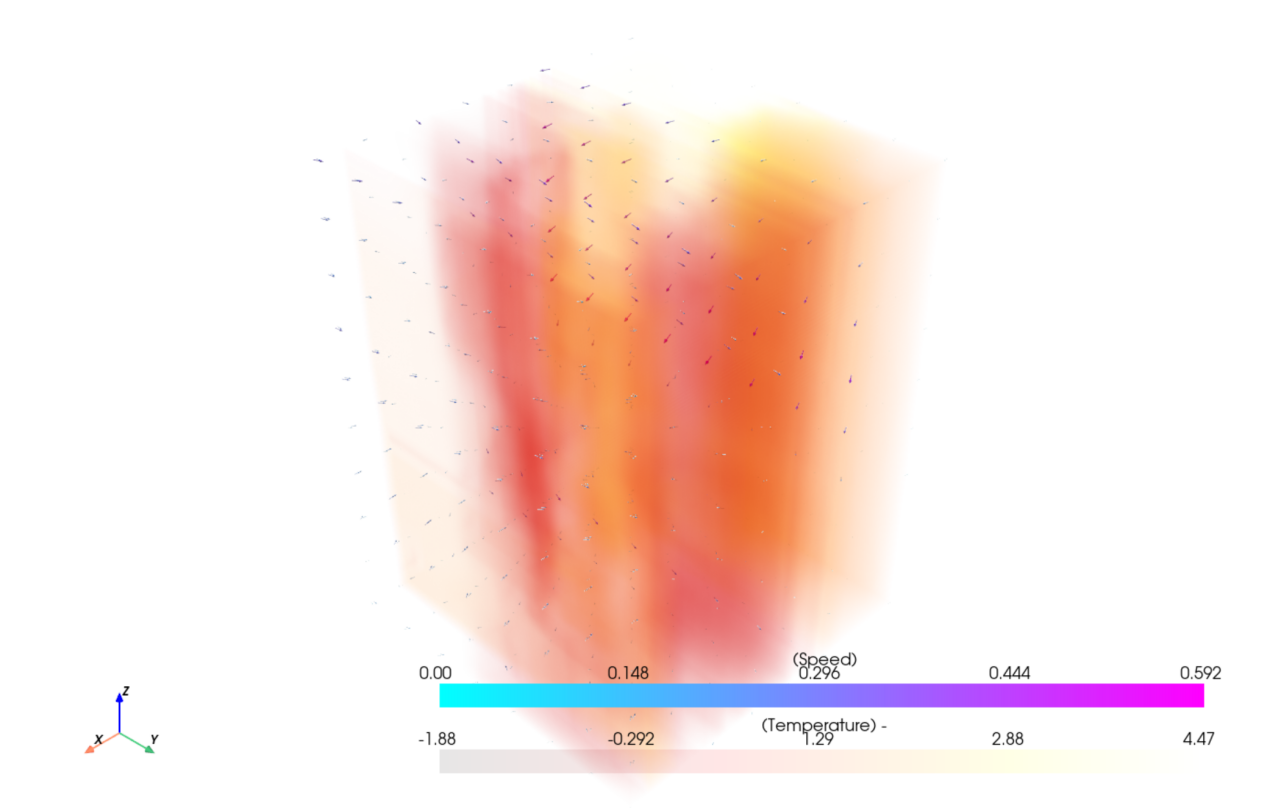 (Speed)
0.00 0.148 0.296 0.444 0.592
(Temperature) -
-1.88 -0.292 1.29 2.88 4.47
Z
X Y